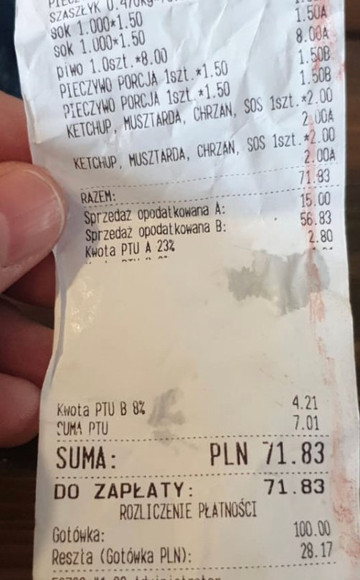 SZASZŁYK 0.470kg
SOK 1.000*1.50 1.50A
SOK 1.000*1.50
PIWO 1.0szt.*8.00 8.00A
PIECZYWO PORCJA 1szt.*1.50 1.50B
PIECZYWO PORCJA 1szt.*1.50 1.50B
KETCHUP, MUSZTARDA, CHRZAN, SOS 1szt.*2.00
2.00A
KETCHUP, MUSZTARDA, CHRZAN, SOS 1szt.*2.00
2.00A
RAZEM: 71.83
Sprzedaż opodatkowana A: 15.00
Sprzedaż opodatkowana B: 56.83
Kwota PTU A 23% 2.80
Kwota PTU B 8% 4.21
SUMA PTU 7.01
SUMA: PLN 71.83
DO ZAPŁATY: 71.83
ROZLICZENIE PŁATNOŚCI
Gotówka: 100.00
Reszta (Gotówka PLN): 28.17